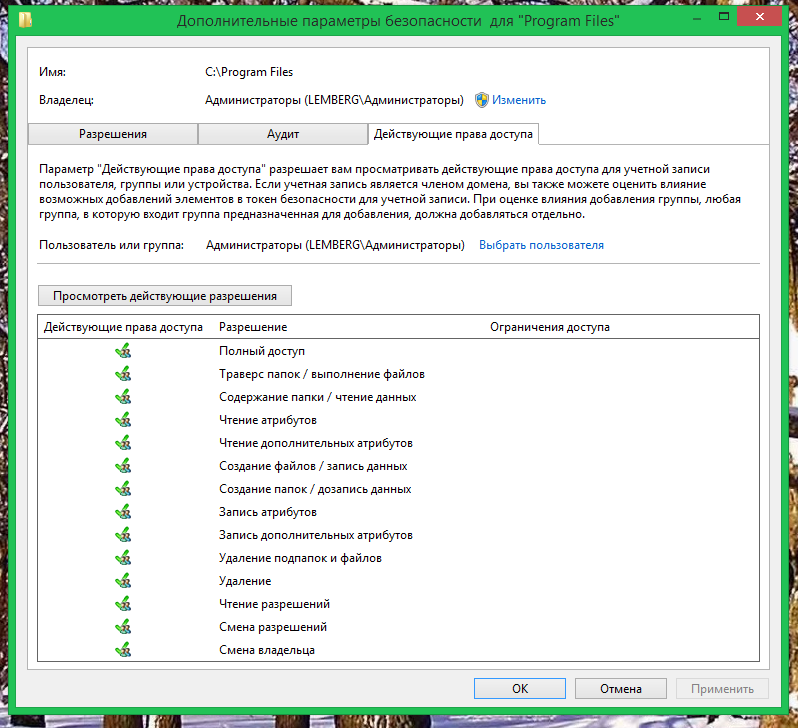 Дополнительные параметры безопасности для "Program Files"
Имя: C:\Program Files
Владелец: Администраторы (LEMBERG\Администраторы) Изменить
Разрешения Аудит Действующие права доступа
Параметр "Действующие права доступа" разрешает вам просматривать действующие права доступа для учетной записи
пользователя, группы или устройства. Если учетная запись является членом домена, вы также можете оценить влияние
возможных добавлений элементов в токен безопасности для учетной записи. При оценке влияния добавления группы, любая
группа, в которую входит группа предназначенная для добавления, должна добавляться отдельно.
Пользователь или группа: Администраторы (LEMBERG\Администраторы) Выбрать пользователя
Просмотреть действующие разрешения
Действующие права доступа Разрешение Ограничения доступа
Полный доступ
Траверс папок / выполнение файлов
Содержание папки / чтение данных
Чтение атрибутов
Чтение дополнительных атрибутов
Создание файлов / запись данных
Создание папок / дозапись данных
Запись атрибутов
Запись дополнительных атрибутов
Удаление подпапок и файлов
Удаление
Чтение разрешений
Смена разрешений
Смена владельца
OK Отмена Применить